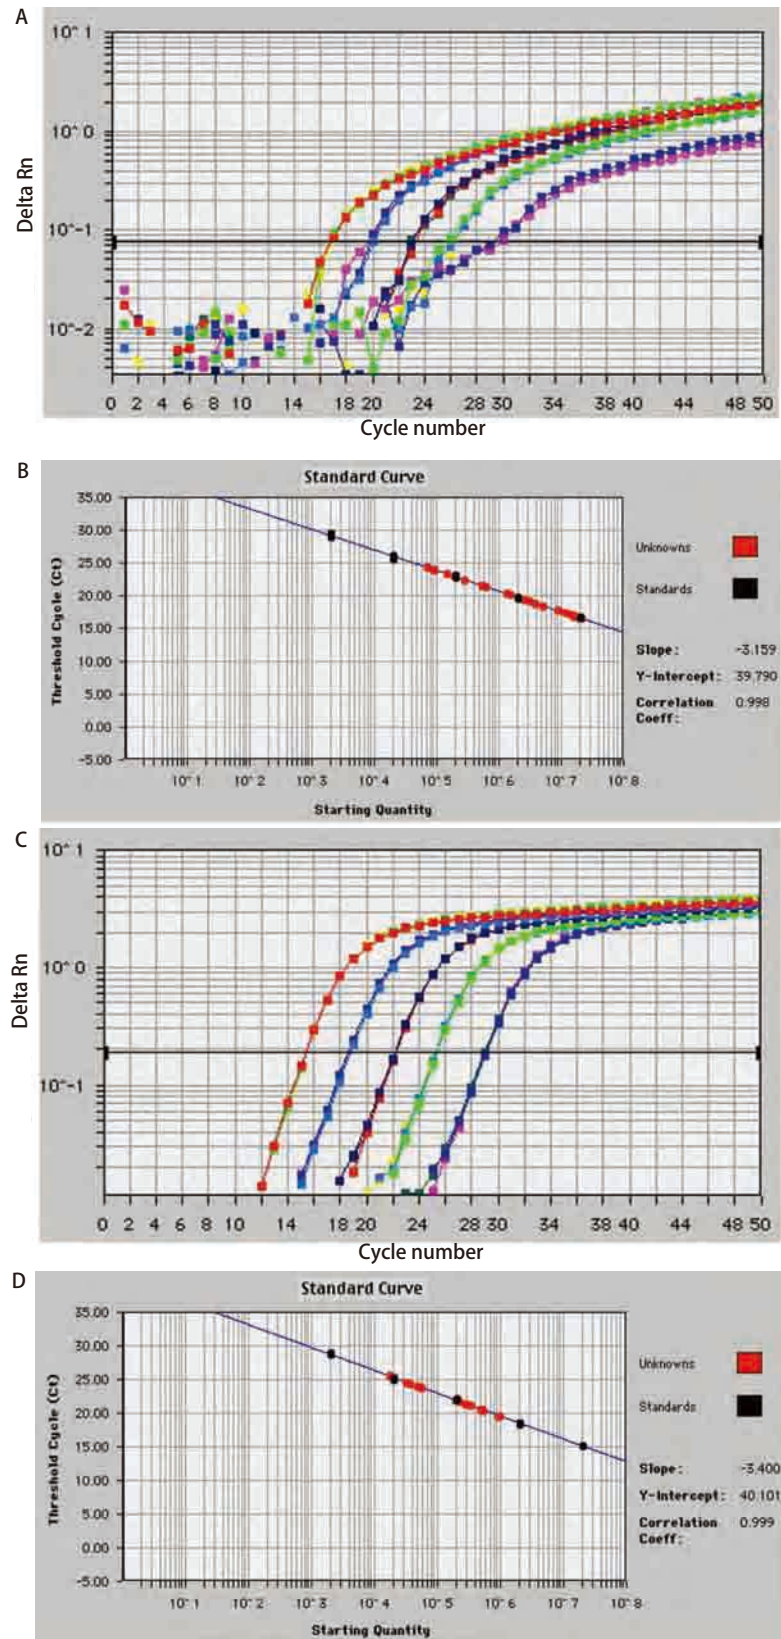 A
10^ 1
10^ 0
10^-1
10^-2
Delta Rn
0 2 4 6 8 10 14 18 20 24 28 30 34 38 40 44 48 50
Cycle number
B
Standard Curve
35.00
30.00
25.00
20.00
15.00
10.00
5.00
0.00
-5.00
Threshold Cycle (Ct)
10^ 1 10^ 2 10^ 3 10^ 4 10^ 5 10^ 6 10^ 7 10^ 8
Starting Quantity
Unknowns
Standards
Slope: -3.159
Y-Intercept: 39.790
Correlation 0.998
Coeff:
C
10^ 1
10^ 0
10^-1
Delta Rn
0 2 4 6 8 10 14 18 20 24 28 30 34 38 40 44 48 50
Cycle number
D
Standard Curve
35.00
30.00
25.00
20.00
15.00
10.00
5.00
0.00
-5.00
Threshold Cycle (Ct)
10^ 1 10^ 2 10^ 3 10^ 4 10^ 5 10^ 6 10^ 7 10^ 8
Starting Quantity
Unknowns
Standards
Slope: -3.400
Y-Intercept: 40.101
Correlation 0.999
Coeff: